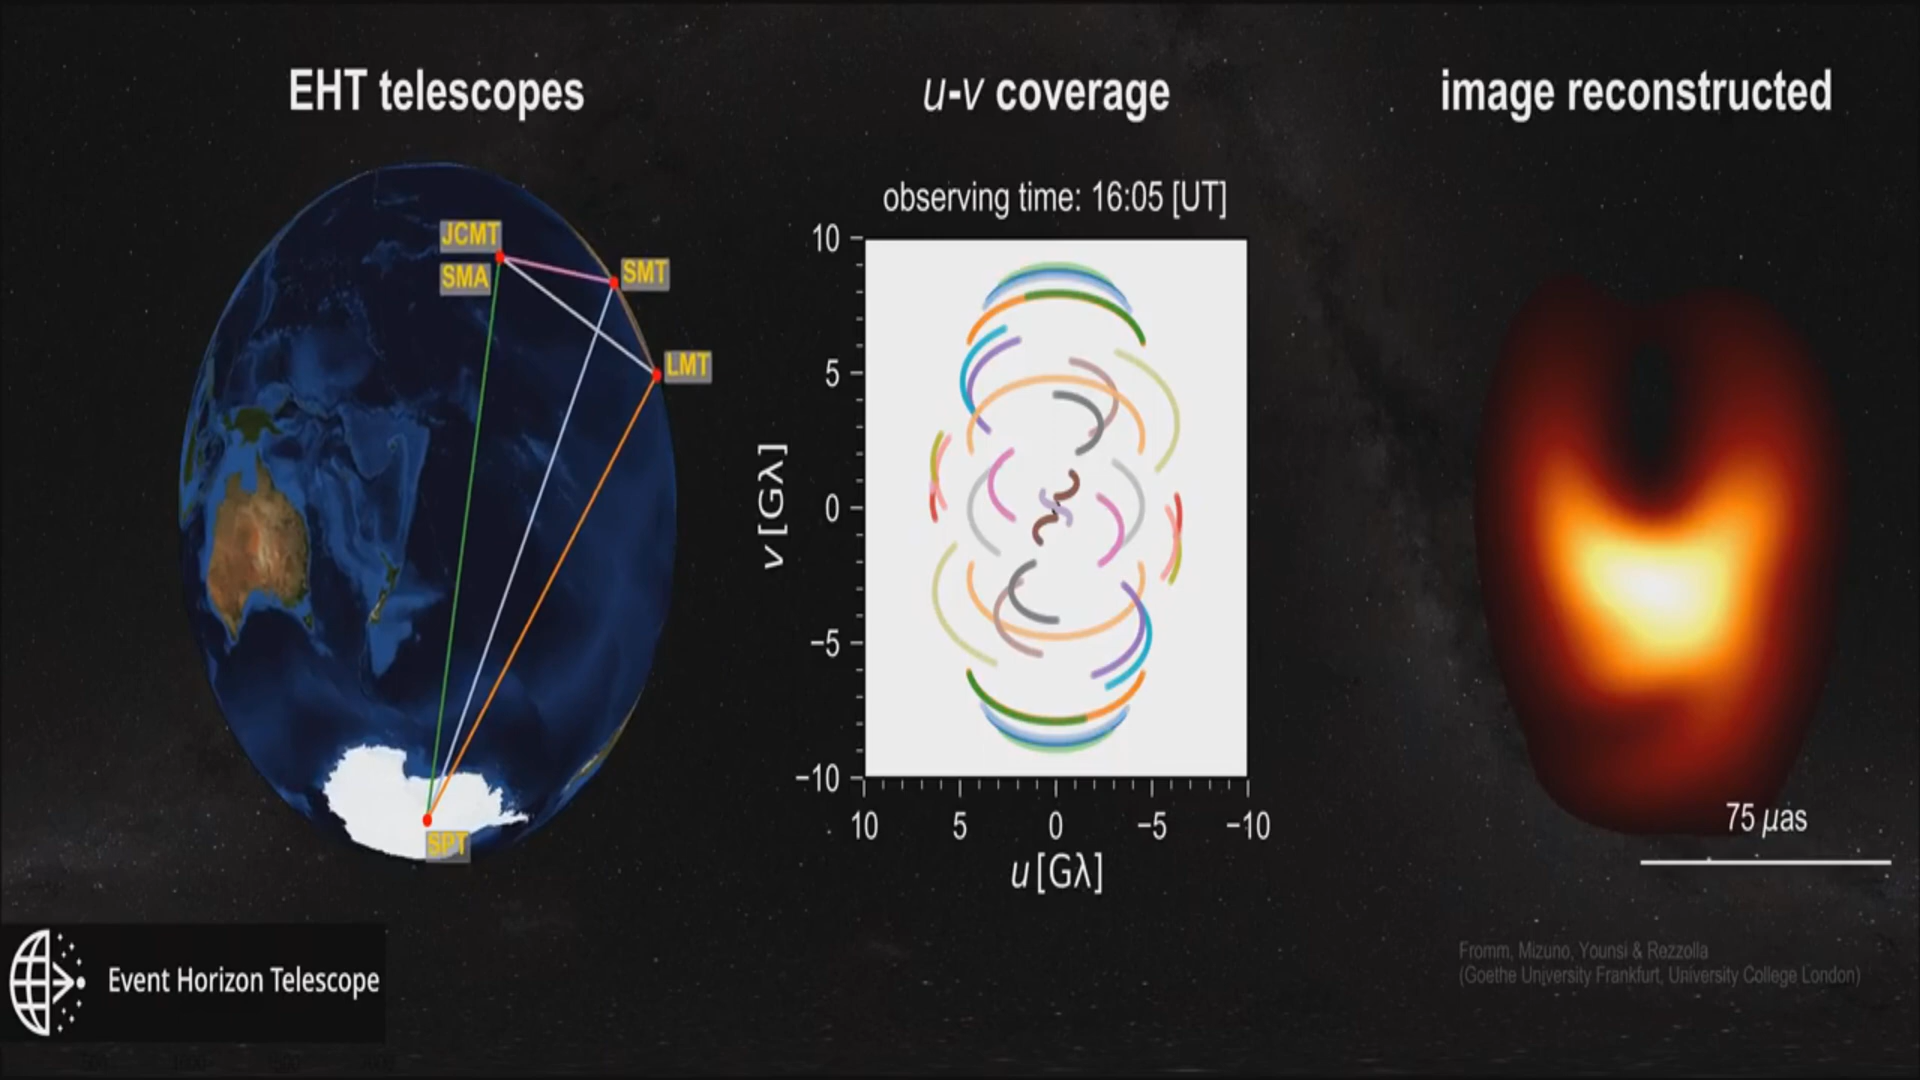 EHT telescopes
u-v coverage
image reconstructed
observing time: 16:05 [UT]
JCMT
SMA
SMT
LMT
SPT
10
5
0
−5
−10
v [Gλ]
10
5
0
−5
−10
u [Gλ]
75 μas
Fromm, Mizuno, Younsi & Rezzolla
(Goethe University Frankfurt, University College London)
Event Horizon Telescope